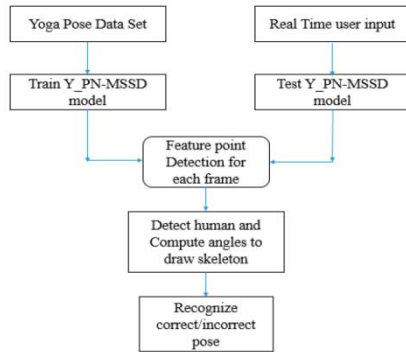 Yoga Pose Data Set
Real Time user input
Train Y_PN-MSSD
model
Test Y_PN-MSSD
model
Feature point
Detection for
each frame
Detect human and
Compute angles to
draw skeleton
Recognize
correct/incorrect
pose